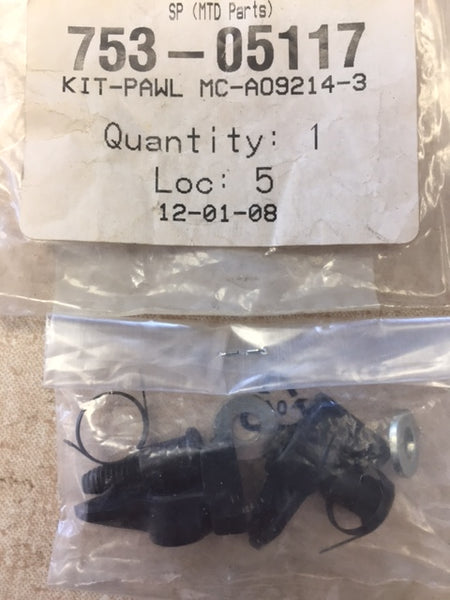 SP (MTD Parts)
753-05117
KIT-PAWL MC-A09214-3
Quantity: 1
Loc: 5
12-01-08